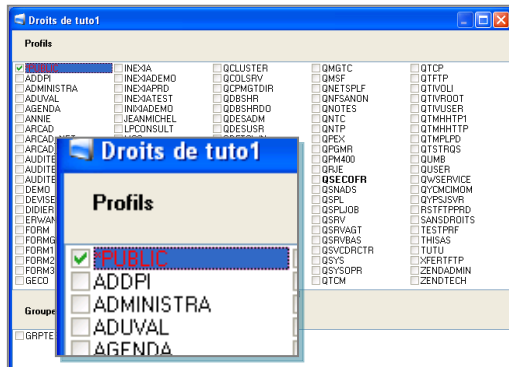 Droits de tuto1
Profils
*PUBLIC INEXIA QCLUSTER QMGTC QTCP
ADDPI INEXIADEMO QCOLSRV QMSF QTFTP
ADMINISTRA INEXIAPRD QCPMGTDIR QNETSPLF QTIVOLI
ADUVAL INEXIATEST QDBSHR QNFSANON QTIVROOT
AGENDA INIXIADEMO QDBSHRDO QNOTES QTIVUSER
ANNIE JEANMICHEL QDESADM QNTC QTMHHTP1
ARCAD LPCONSULT QDESUSR QNTP QTMHHTTP
QPEX QTMPLPD
ARCAD QPGMR QTSTRQS
AUDITE QPM400 QUMB
AUDITE QRJE QUSER
AUDITE QSECOFR QWSERVICE
DEMO QSNADS QYCMCIMOM
DEVISE QSPL QYPSJSVR
DIDIER QSPLJOB RSTFTPPRD
ERWAN QSRV SANSDROITS
FORM QSRVAGT TESTPRF
FORMG QSRVBAS THISAS
FORM1 QSVCDRCTR TUTU
FORM2 QSYS XFERTFTP
FORM3 QSYSOPR ZENDADMIN
GECO QTCM ZENDTECH
Groupe
GRPTE
Droits de tuto1
Profils
*PUBLIC
ADDPI
ADMINISTRA
ADUVAL
AGENDA